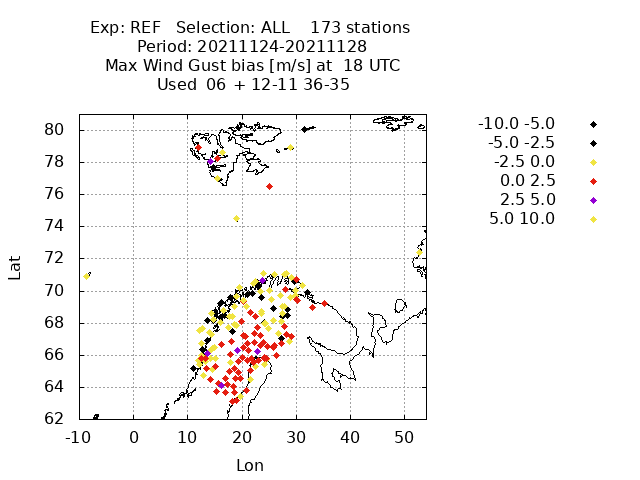 Exp: REF   Selection: ALL    173 stations
Period: 20211124-20211128
Max Wind Gust bias [m/s] at  18 UTC
Used  06 + 12-11 36-35
-10.0 -5.0
-5.0 -2.5
-2.5 0.0
0.0 2.5
2.5 5.0
5.0 10.0
80
78
76
74
72
70
68
66
64
62
Lat
-10 0 10 20 30 40 50
Lon